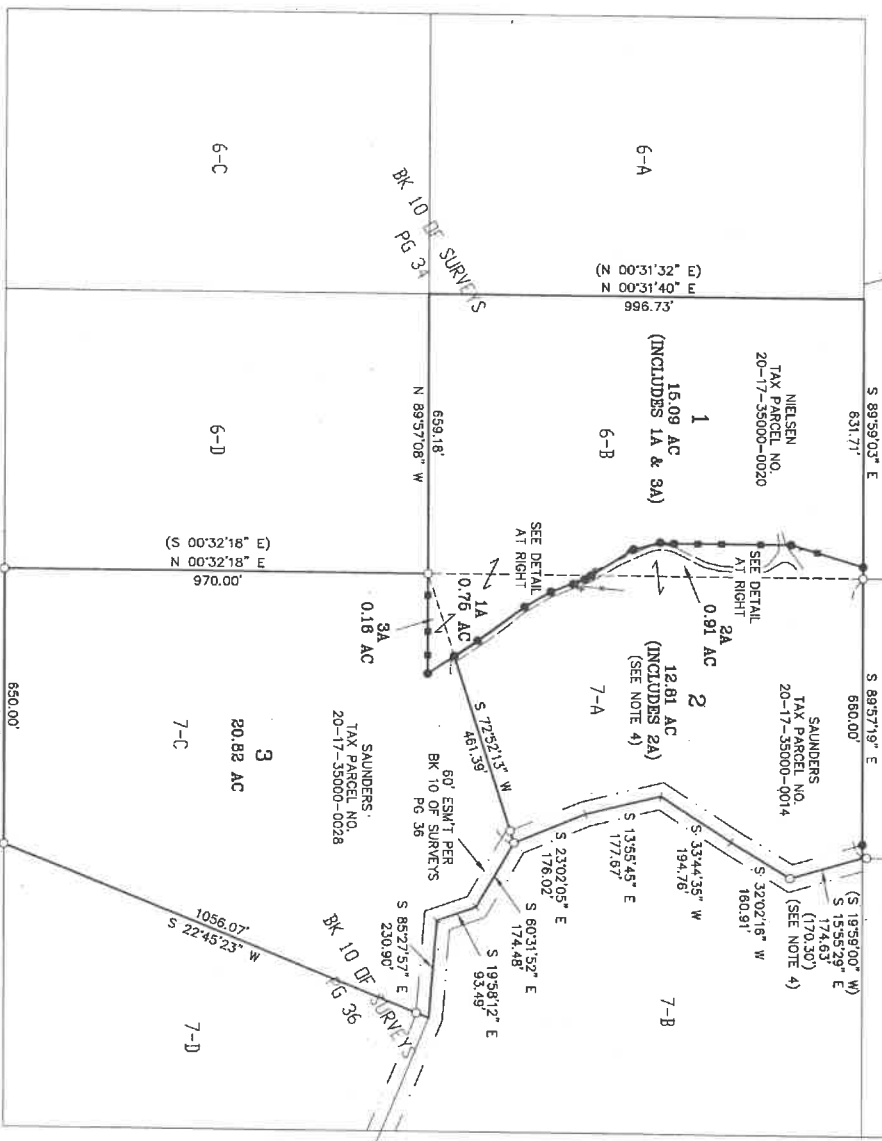 6-A
6-C
BK 10 OF SURVEYS
PG 34
(N 00°31'32" E)
N 00°31'40" E
996.73'
S 89°59'03" E
631.71'
NIELSEN
TAX PARCEL NO.
20-17-35000-0020
1
15.09 AC
(INCLUDES 1A & 3A)
6-B
659.18'
N 89°57'08" W
6-D
SEE DETAIL
AT RIGHT
SEE DETAIL
AT RIGHT
2A
0.91 AC
1A
0.75 AC
3A
0.16 AC
(S 00°32'18" E)
N 00°32'18" E
970.00'
S 89°57'19" E
660.00'
SAUNDERS
TAX PARCEL NO.
20-17-35000-0014
2
12.81 AC
(INCLUDES 2A)
(SEE NOTE 4)
7-A
S 72°52'13" W
461.39'
SAUNDERS
TAX PARCEL NO.
20-17-35000-0028
3
20.82 AC
7-C
650.00'
60' ESM'T PER
BK 10 OF SURVEYS
PG 36
(S 19°59'00" W)
S 15°55'29" E
174.63'
(170.30')
(SEE NOTE 4)
S 32°02'16" W
160.91'
S 33°44'35" W
194.76'
S 13°55'45" E
177.67'
S 23°02'05" E
176.02'
S 60°31'52" E
174.48'
S 19°58'12" E
93.49'
S 85°27'57" E
230.90'
7-B
1056.07'
S 22°45'23" W
BK 10 OF SURVEYS
PG 36
7-D